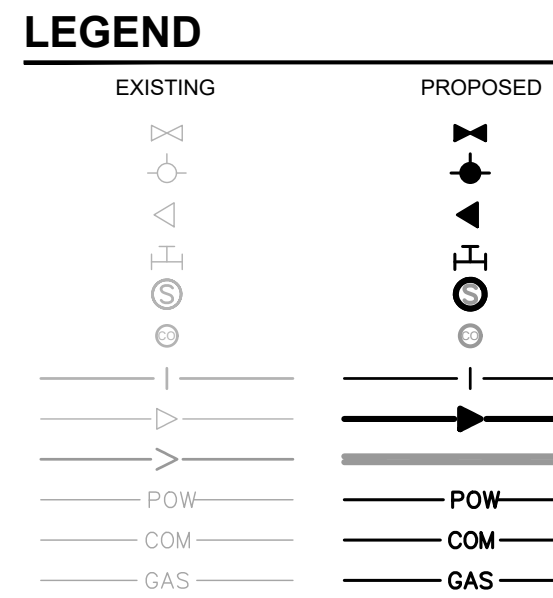 LEGEND
EXISTING PROPOSED
S S
CO CO
POW POW
COM COM
GAS GAS